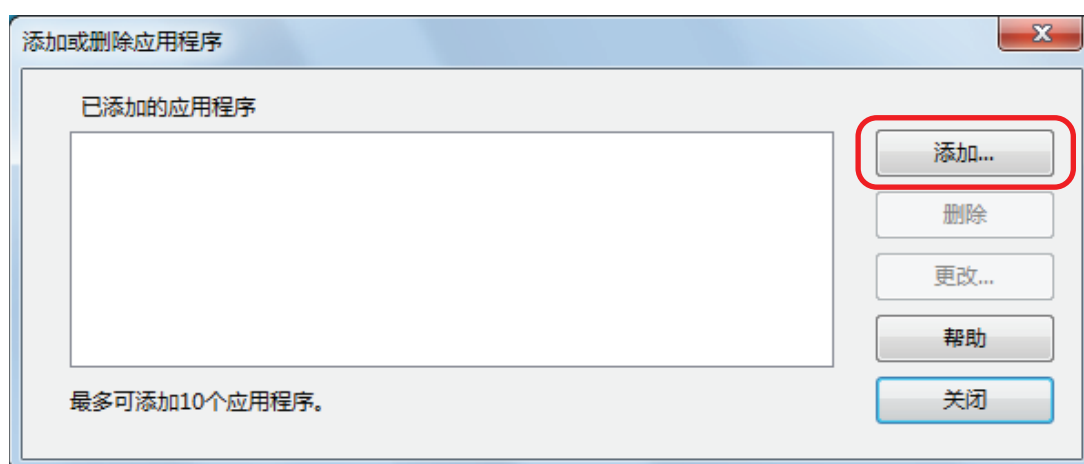 添加或删除应用程序
已添加的应用程序
添加...
删除
更改...
帮助
关闭
最多可添加10个应用程序。